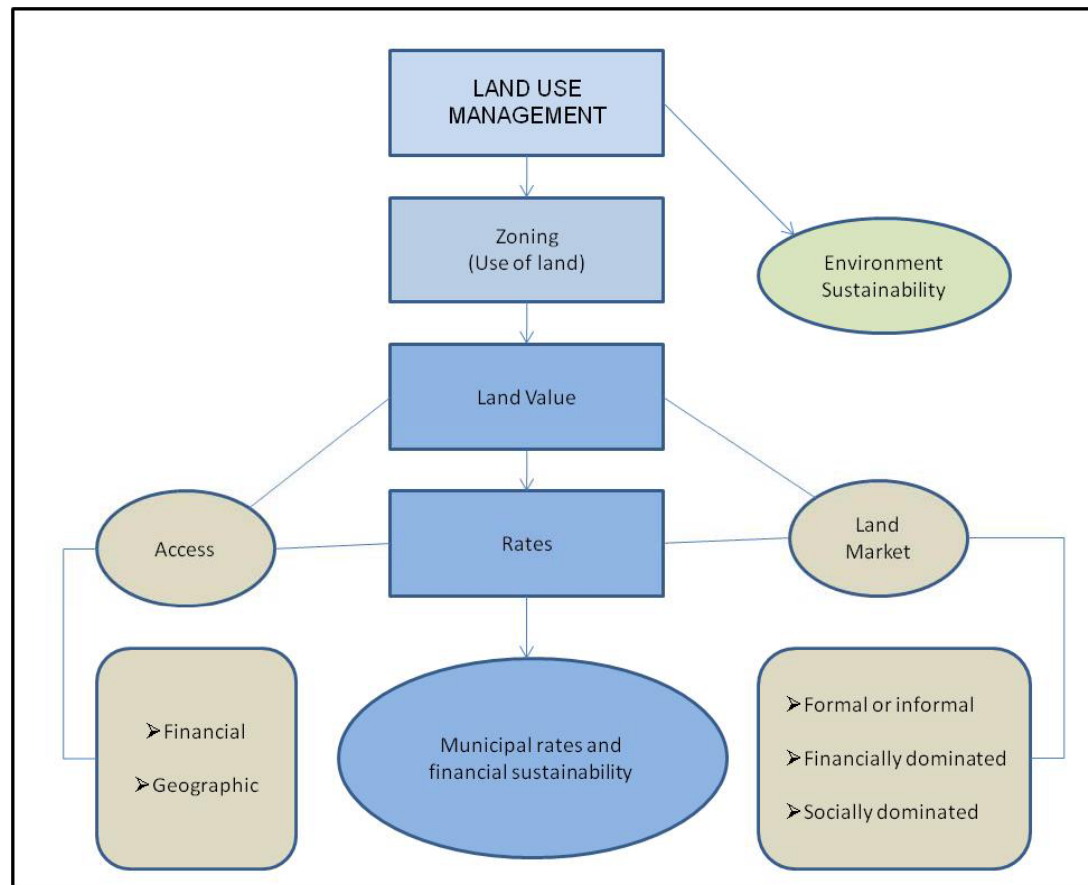 LAND USE
MANAGEMENT
Zoning
(Use of land)
Environment
Sustainability
Land Value
Access
Rates
Land
Market
➢Financial
➢Geographic
Municipal rates and
financial sustainability
➢Formal or informal
➢Financially dominated
➢Socially dominated